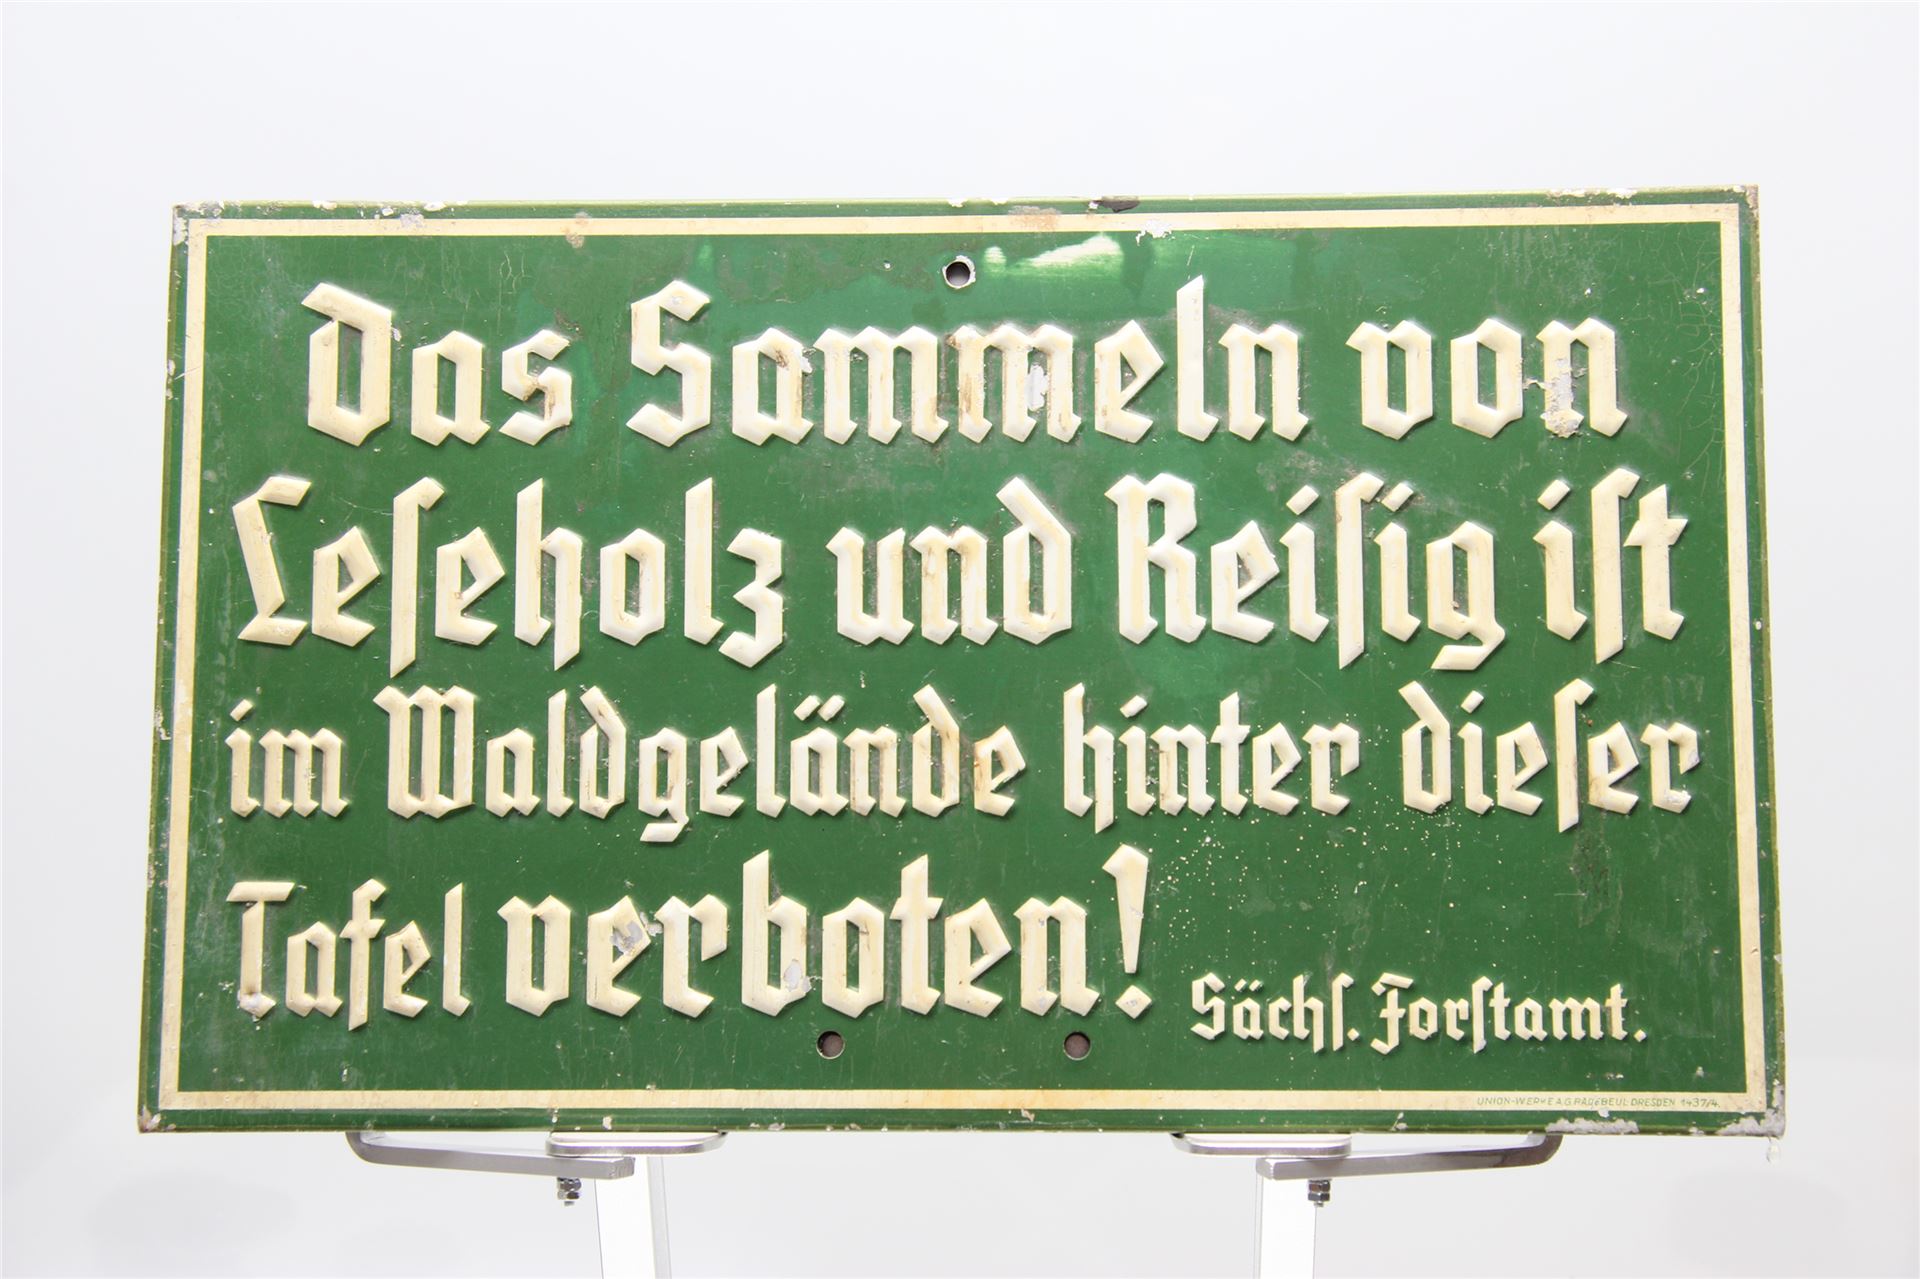 Das Sammeln von
Leſeholz und Reiſig iſt
im Waldgelände hinter dieſer
Tafel verboten!
Sächſ. Forſtamt.
UNION-WERKE A.G. RADEBEUL-DRESDEN 1437/4.